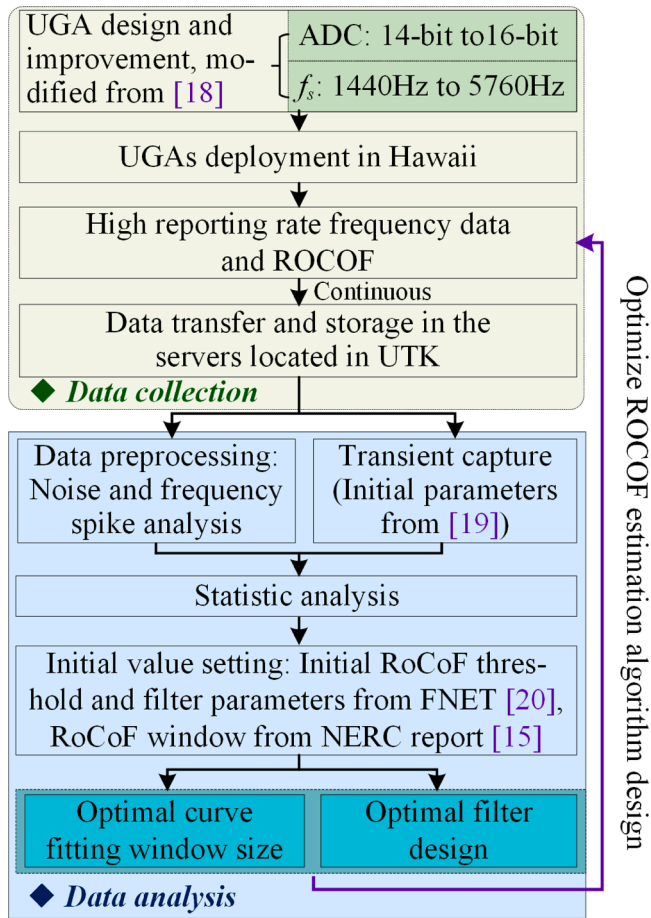 UGA design and
improvement, mo-
dified from [18]
ADC: 14-bit to16-bit
fs: 1440Hz to 5760Hz
UGAs deployment in Hawaii
High reporting rate frequency data
and ROCOF
Continuous
Data transfer and storage in the
servers located in UTK
◆ Data collection
Data preprocessing:
Noise and frequency
spike analysis
Transient capture
(Initial parameters
from [19])
Statistic analysis
Initial value setting: Initial RoCoF thres-
hold and filter parameters from FNET [20],
RoCoF window from NERC report [15]
Optimal curve
fitting window size
Optimal filter
design
◆ Data analysis
Optimize ROCOF estimation algorithm design